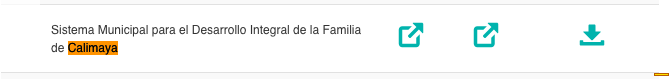 Sistema Municipal para el Desarrollo Integral de la Familia
de Calimaya